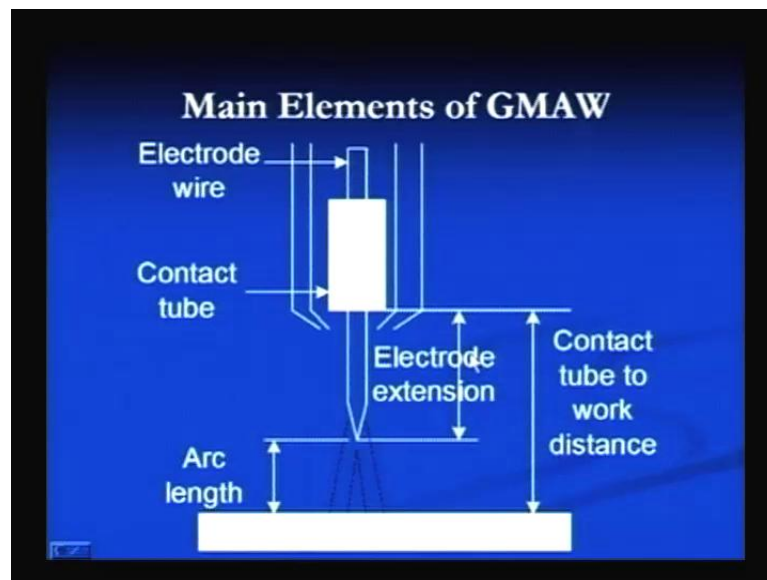 Main Elements of GMAW
Electrode
wire
Contact
tube
Electrode
extension
Contact
tube to
work
distance
Arc
length